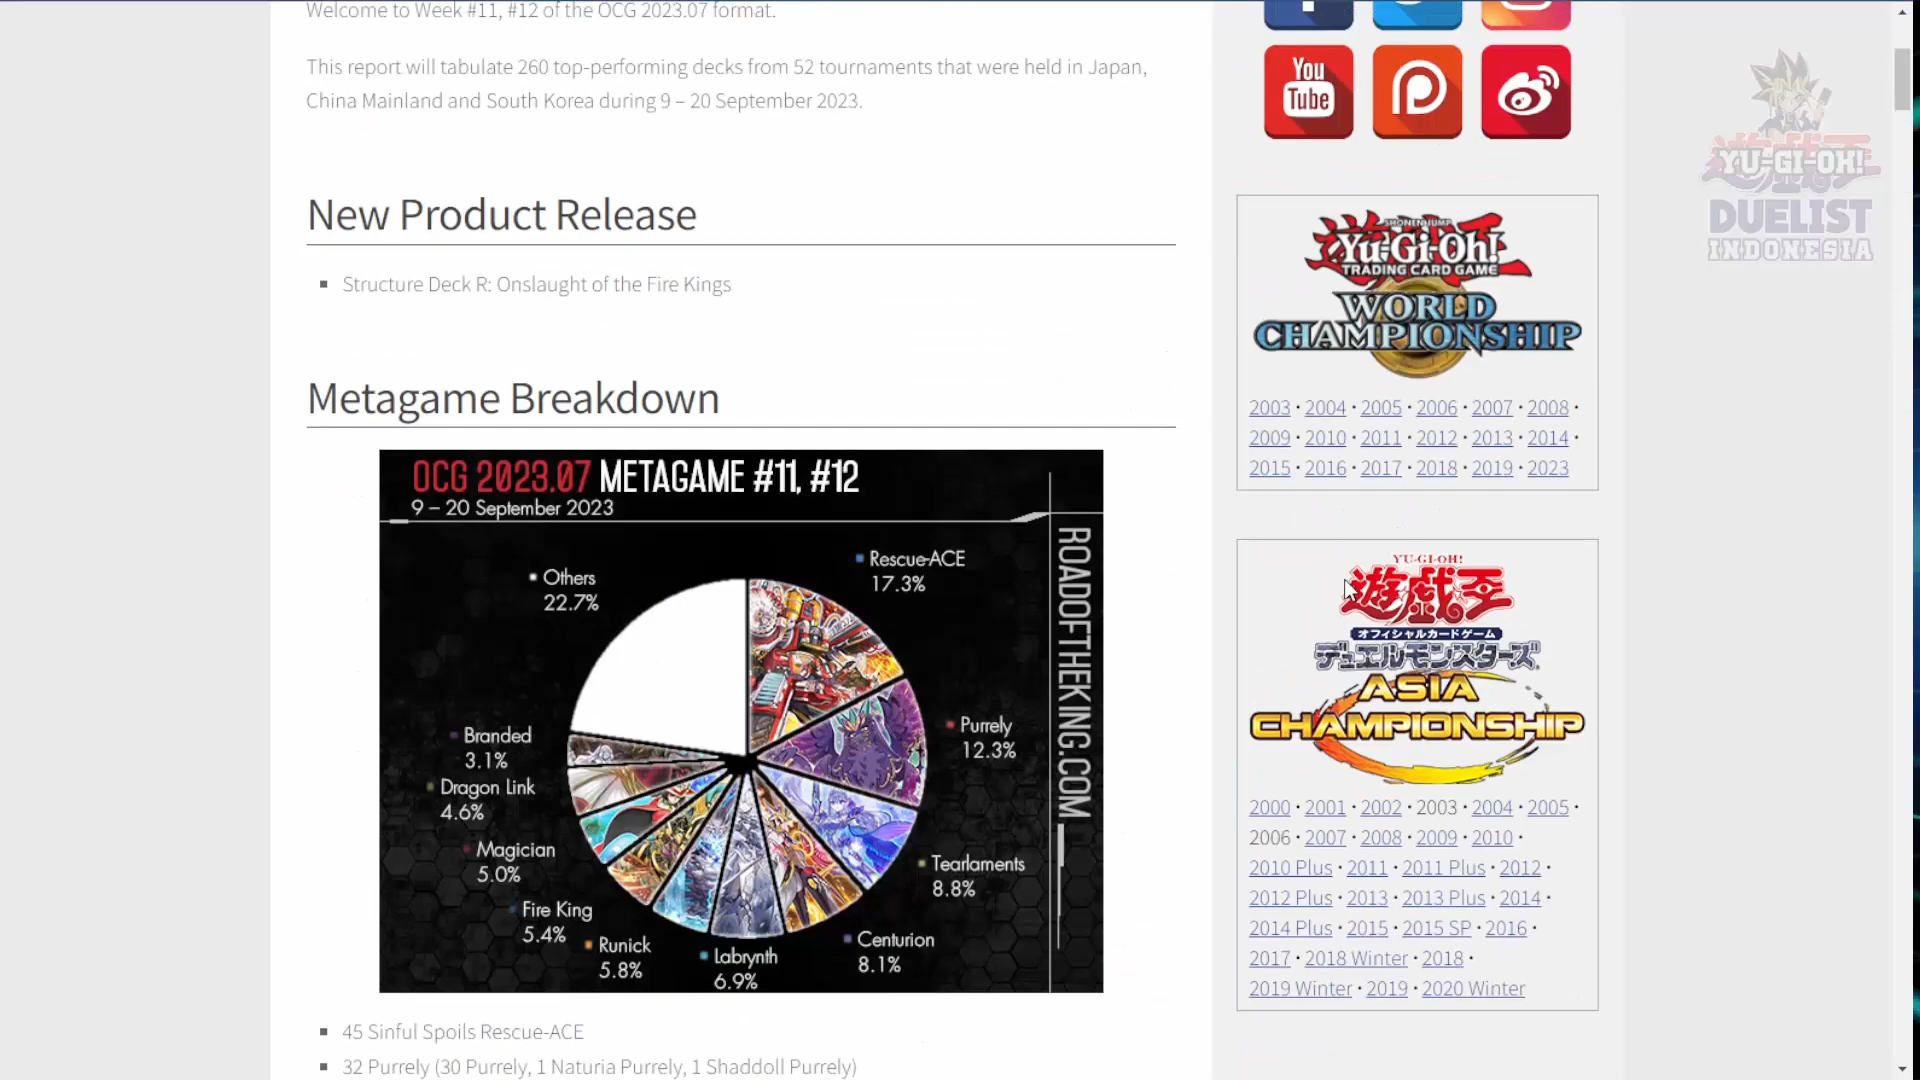 Welcome to Week #11, #12 of the OCG 2023.07 format.
This report will tabulate 260 top-performing decks from 52 tournaments that were held in Japan,
China Mainland and South Korea during 9 – 20 September 2023.
New Product Release
Structure Deck R: Onslaught of the Fire Kings
Metagame Breakdown
OCG 2023.07 METAGAME #11, #12
9 – 20 September 2023
ROADOFTHEKING.COM
Rescue-ACE
17.3%
Others
22.7%
Purrely
12.3%
Branded
3.1%
Dragon Link
4.6%
Magician
5.0%
Tearlaments
8.8%
Fire King
5.4%
Runick
5.8%
Labrynth
6.9%
Centurion
8.1%
45 Sinful Spoils Rescue-ACE
32 Purrely (30 Purrely, 1 Naturia Purrely, 1 Shaddoll Purrely)
You
Tube
SHONEN JUMP
Yu-Gi-Oh!
TRADING CARD GAME
WORLD
CHAMPIONSHIP
2003 · 2004 · 2005 · 2006 · 2007 · 2008 ·
2009 · 2010 · 2011 · 2012 · 2013 · 2014 ·
2015 · 2016 · 2017 · 2018 · 2019 · 2023
YU-GI-OH!
遊戯王
オフィシャルカードゲーム
デュエルモンスターズ
ASIA
CHAMPIONSHIP
2000 · 2001 · 2002 · 2003 · 2004 · 2005 ·
2006 · 2007 · 2008 · 2009 · 2010 ·
2010 Plus · 2011 · 2011 Plus · 2012 ·
2012 Plus · 2013 · 2013 Plus · 2014 ·
2014 Plus · 2015 · 2015 SP · 2016 ·
2017 · 2018 Winter · 2018 ·
2019 Winter · 2019 · 2020 Winter
YU-GI-OH!
DUELIST
INDONESIA